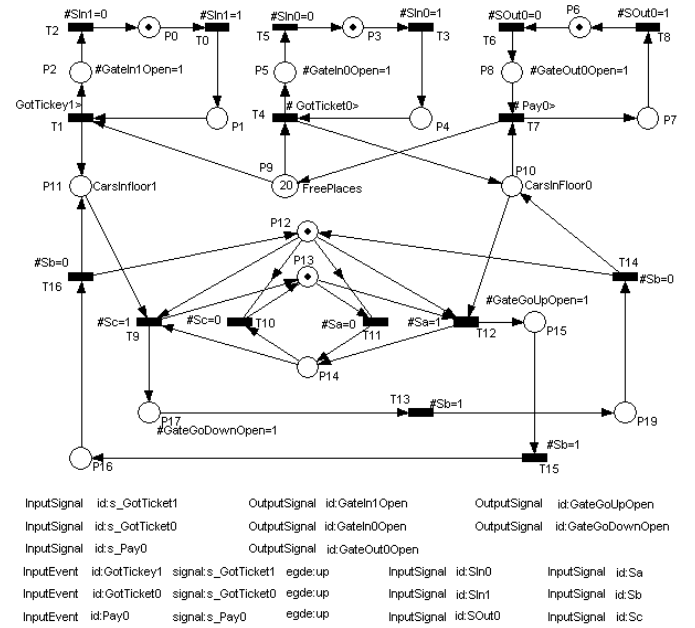 #SIn1=0 #SIn1=1 #SIn0=0 #SIn0=1 #SOut0=0 P6 #SOut0=1
T2 P0 T0 T5 P3 T3 T6 T8
P2 #GateIn1Open=1 P5 #GateIn0Open=1 P8 #GateOut0Open=1
GotTickey1> # GotTicket0> # Pay0>
T1 P1 T4 P4 T7 P7
P9 P10
P11 CarsInfloor1 20 FreePlaces CarsInFloor0
P12
#Sb=0 P13 T14
T16 #Sb=0
#GateGoUpOpen=1
#Sc=1 #Sc=0 T10 #Sa=0 #Sa=1 P15
T9 T11 T12
P14
T13 #Sb=1
P17 P19
#GateGoDownOpen=1
#Sb=1
P16 T15
InputSignal id:s_GotTicket1 OutputSignal id:GateIn1Open OutputSignal id:GateGoUpOpen
InputSignal id:s_GotTicket0 OutputSignal id:GateIn0Open OutputSignal id:GateGoDownOpen
InputSignal id:s_Pay0 OutputSignal id:GateOut0Open
InputEvent id:GotTickey1 signal:s_GotTicket1 egde:up InputSignal id:SIn0 InputSignal id:Sa
InputEvent id:GotTicket0 signal:s_GotTicket0 egde:up InputSignal id:SIn1 InputSignal id:Sb
InputEvent id:Pay0 signal:s_Pay0 egde:up InputSignal id:SOut0 InputSignal id:Sc